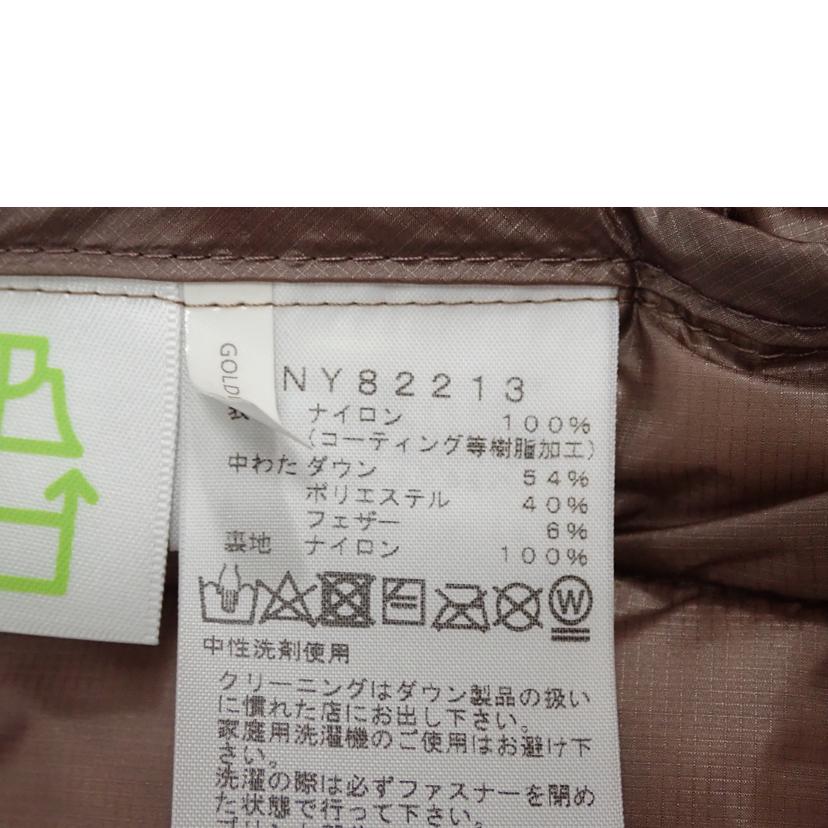 GOLD
NY82213
表 ナイロン 100%
(コーティング等樹脂加工)
中わた ダウン 54%
ポリエステル 40%
フェザー 6%
裏地 ナイロン 100%
W
中性洗剤使用
クリーニングはダウン製品の扱い
に慣れた店にお出し下さい。
家庭用洗濯機のご使用はお避け下
さい。
洗濯の際は必ずファスナーを閉め
た状態で行って下さい。